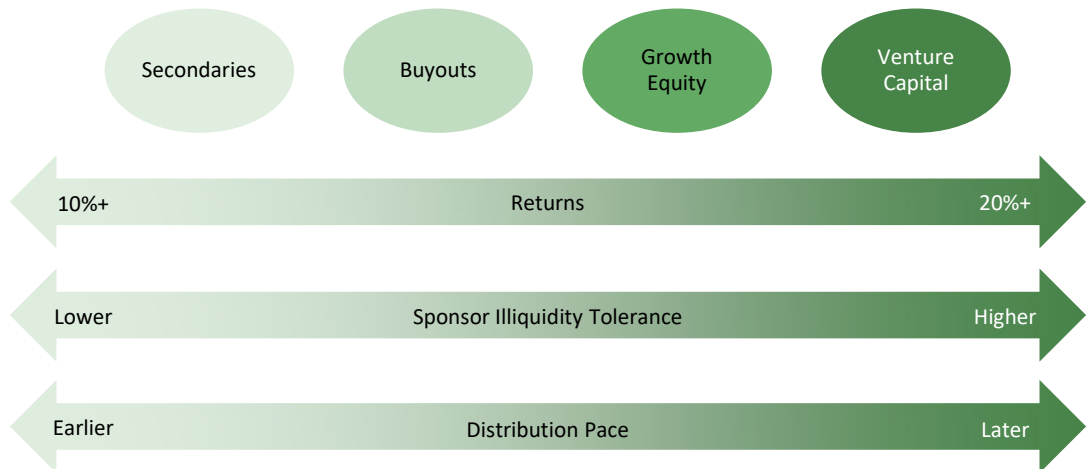 Secondaries
Buyouts
Growth
Equity
Venture
Capital
10%+ Returns 20%+
Lower Sponsor Illiquidity Tolerance Higher
Earlier Distribution Pace Later